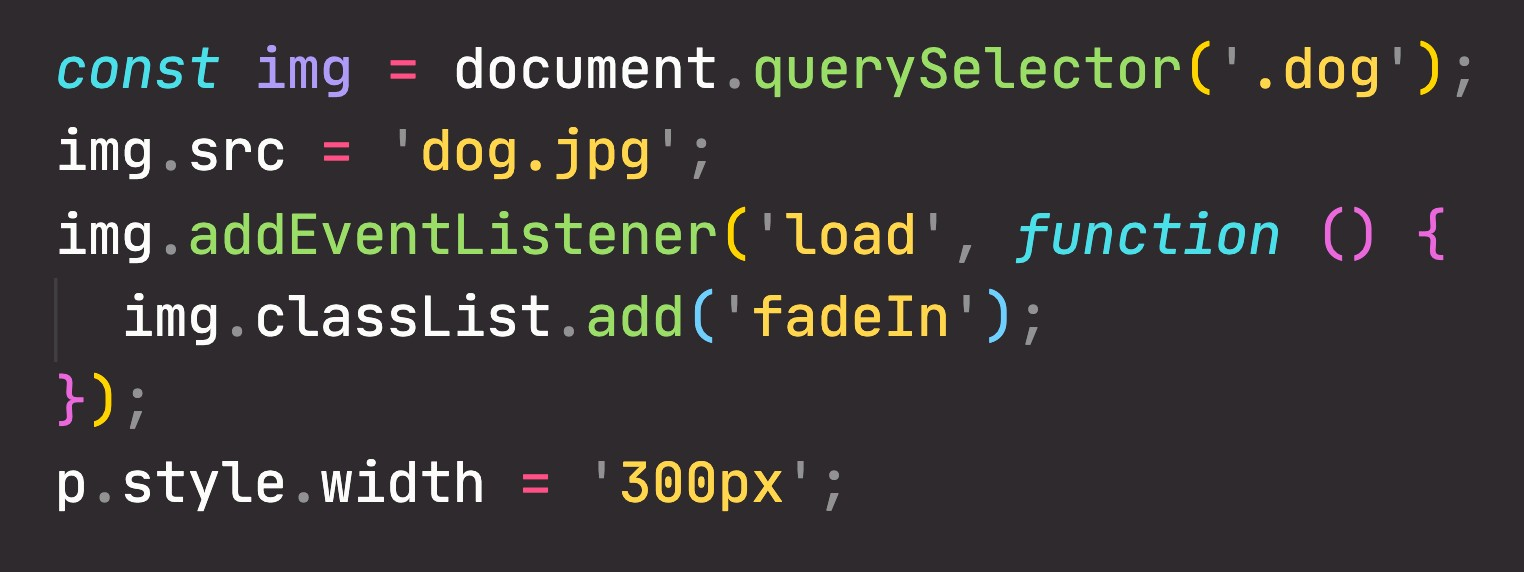 const img = document.querySelector('.dog');
img.src = 'dog.jpg';
img.addEventListener('load', function () {
  img.classList.add('fadeIn');
});
p.style.width = '300px';